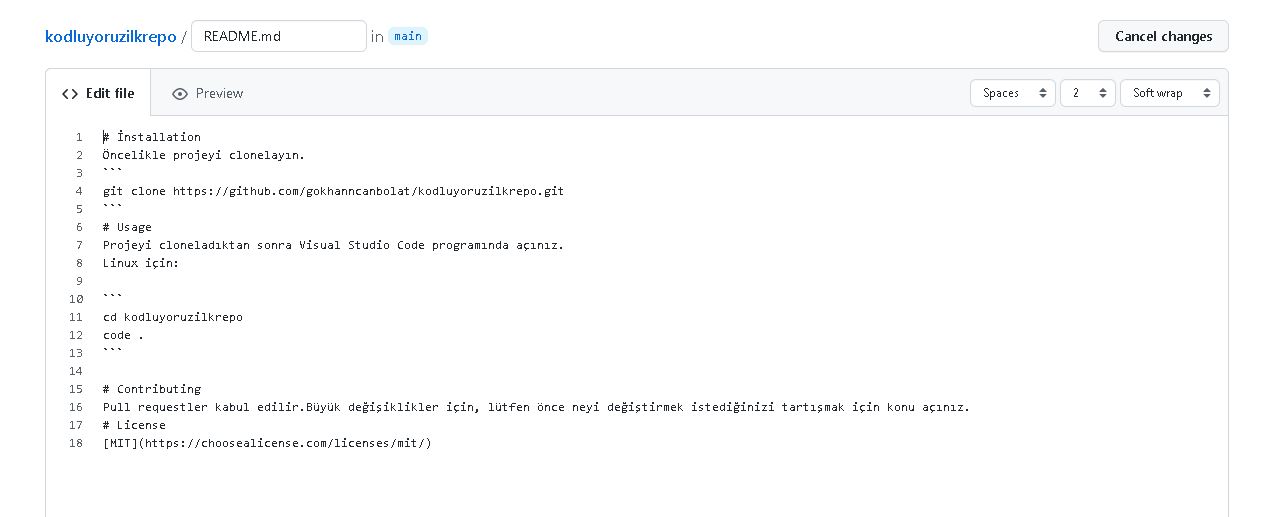 kodluyoruzilkrepo / README.md in main Cancel changes
<> Edit file Preview Spaces 2 Soft wrap
1 # İnstallation
2 Öncelikle projeyi clonelayın.
3 ```
4 git clone https://github.com/gokhanncanbolat/kodluyoruzilkrepo.git
5 ```
6 # Usage
7 Projeyi cloneladıktan sonra Visual Studio Code programında açınız.
8 Linux için:
9
10 ```
11 cd kodluyoruzilkrepo
12 code .
13 ```
14
15 # Contributing
16 Pull requestler kabul edilir.Büyük değişiklikler için, lütfen önce neyi değiştirmek istediğinizi tartışmak için konu açınız.
17 # License
18 [MIT](https://choosealicense.com/licenses/mit/)